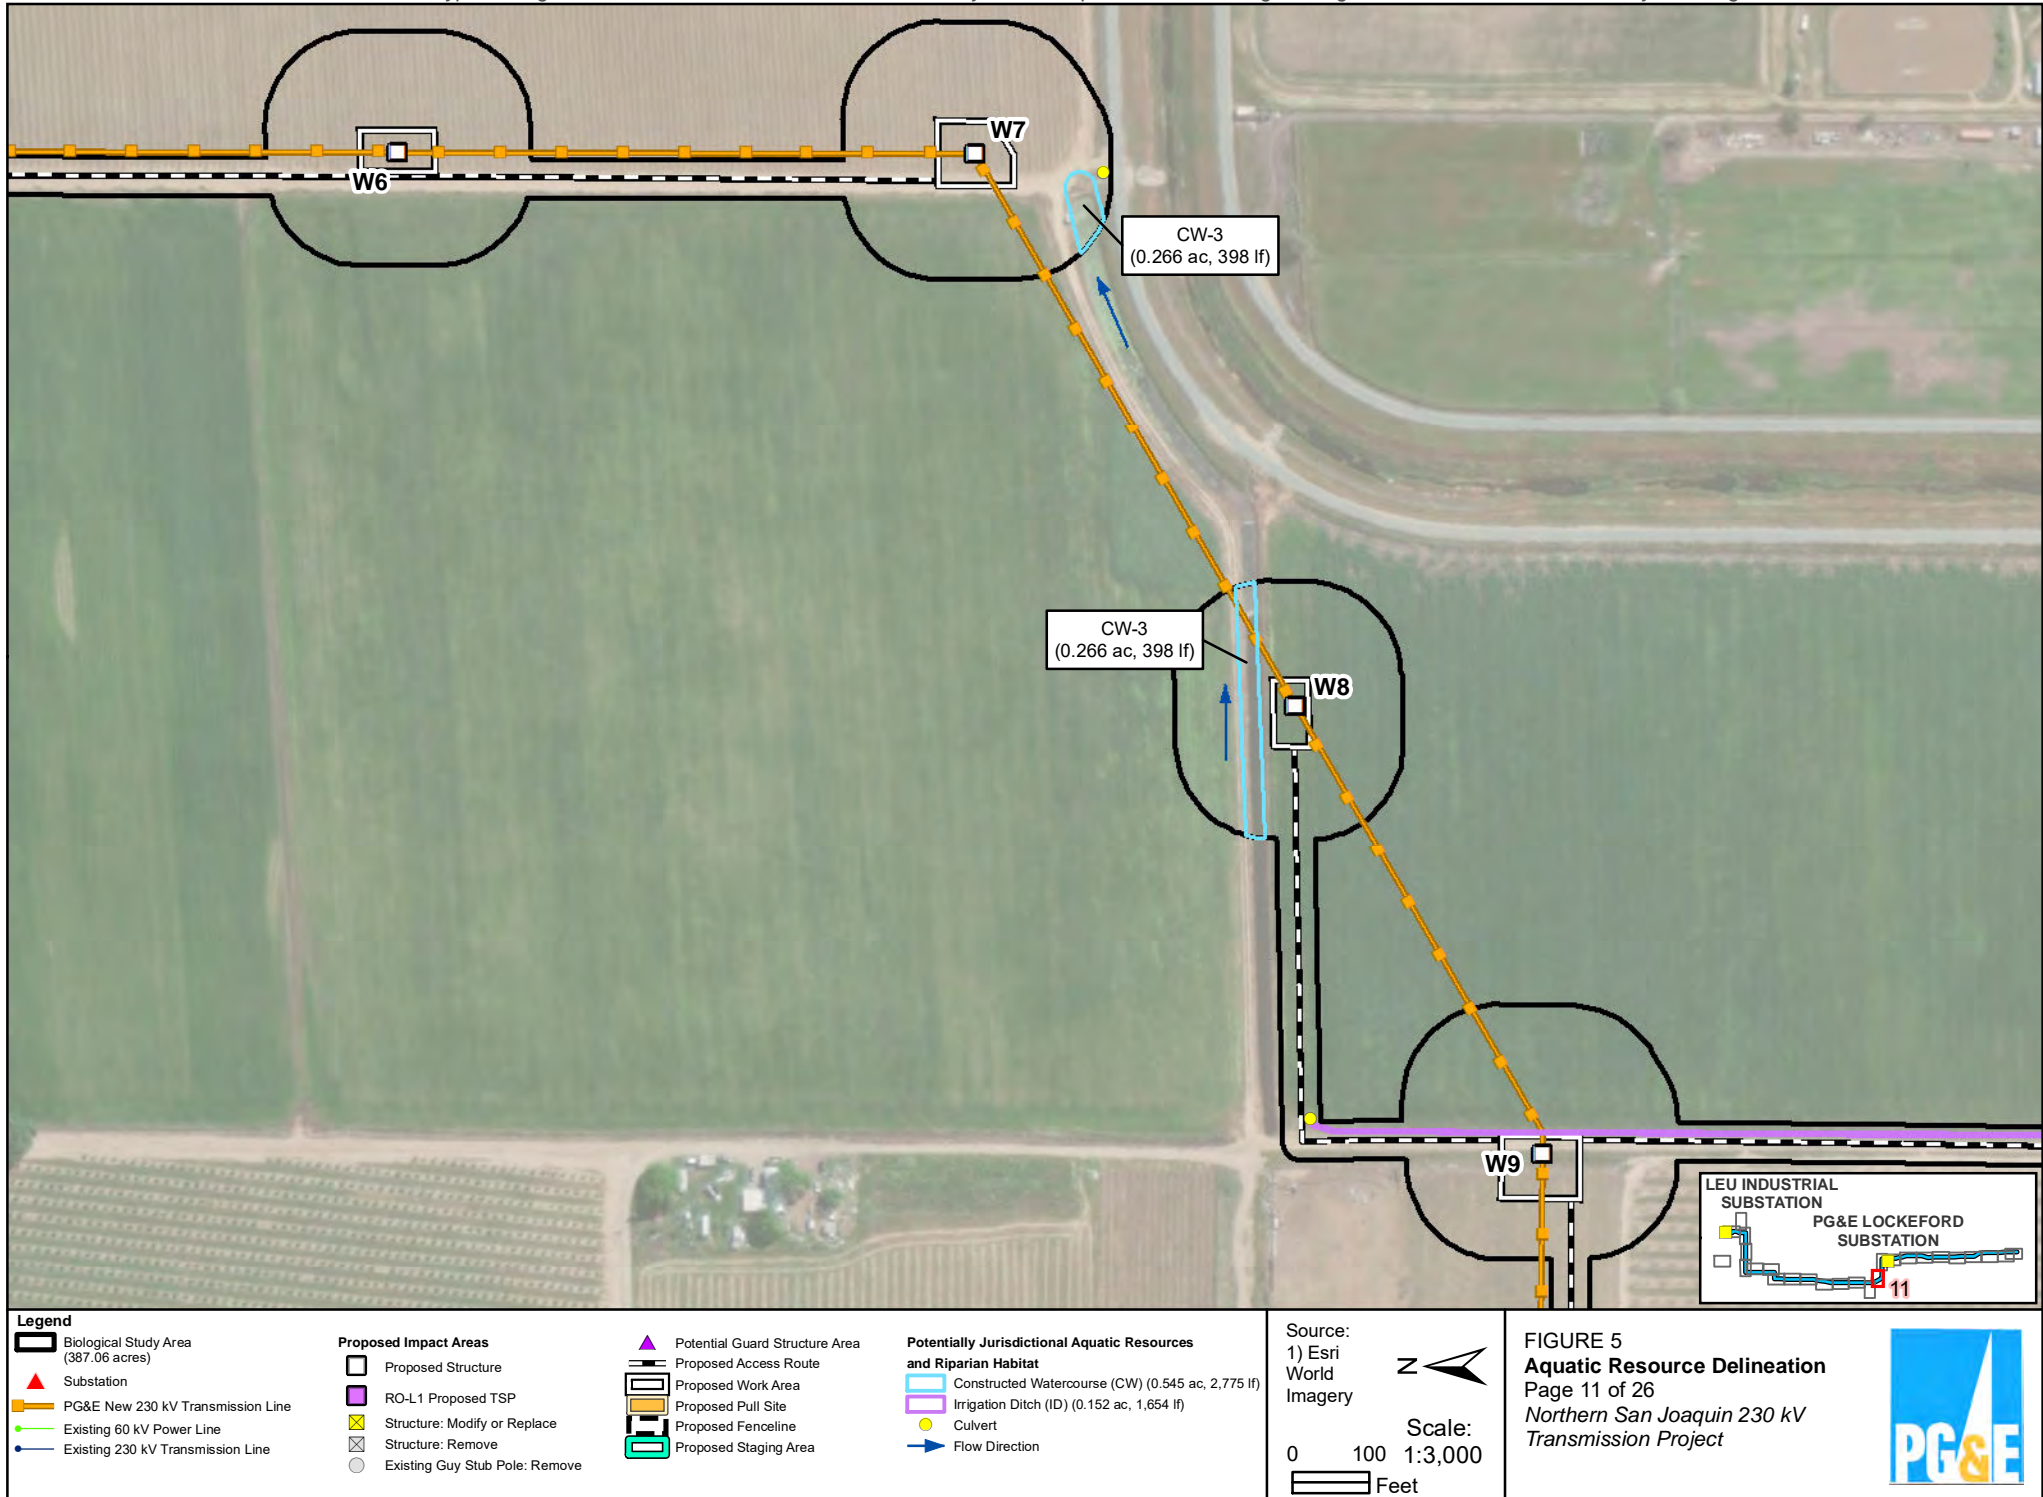 W6
W7
CW-3
(0.266 ac, 398 lf)
CW-3
(0.266 ac, 398 lf)
W8
W9
LEU INDUSTRIAL
SUBSTATION
PG&E LOCKEFORD
SUBSTATION
11
Legend
Biological Study Area
(387.06 acres)
Substation
PG&E New 230 kV Transmission Line
Existing 60 kV Power Line
Existing 230 kV Transmission Line
Proposed Impact Areas
Proposed Structure
RO-L1 Proposed TSP
Structure: Modify or Replace
Structure: Remove
Existing Guy Stub Pole: Remove
Potential Guard Structure Area
Proposed Access Route
Proposed Work Area
Proposed Pull Site
Proposed Fenceline
Proposed Staging Area
Potentially Jurisdictional Aquatic Resources
and Riparian Habitat
Constructed Watercourse (CW) (0.545 ac, 2,775 lf)
Irrigation Ditch (ID) (0.152 ac, 1,654 lf)
Culvert
Flow Direction
Source:
1) Esri
World
Imagery
N
Scale:
1:3,000
0 100
Feet
FIGURE 5
Aquatic Resource Delineation
Page 11 of 26
Northern San Joaquin 230 kV
Transmission Project
PG&E